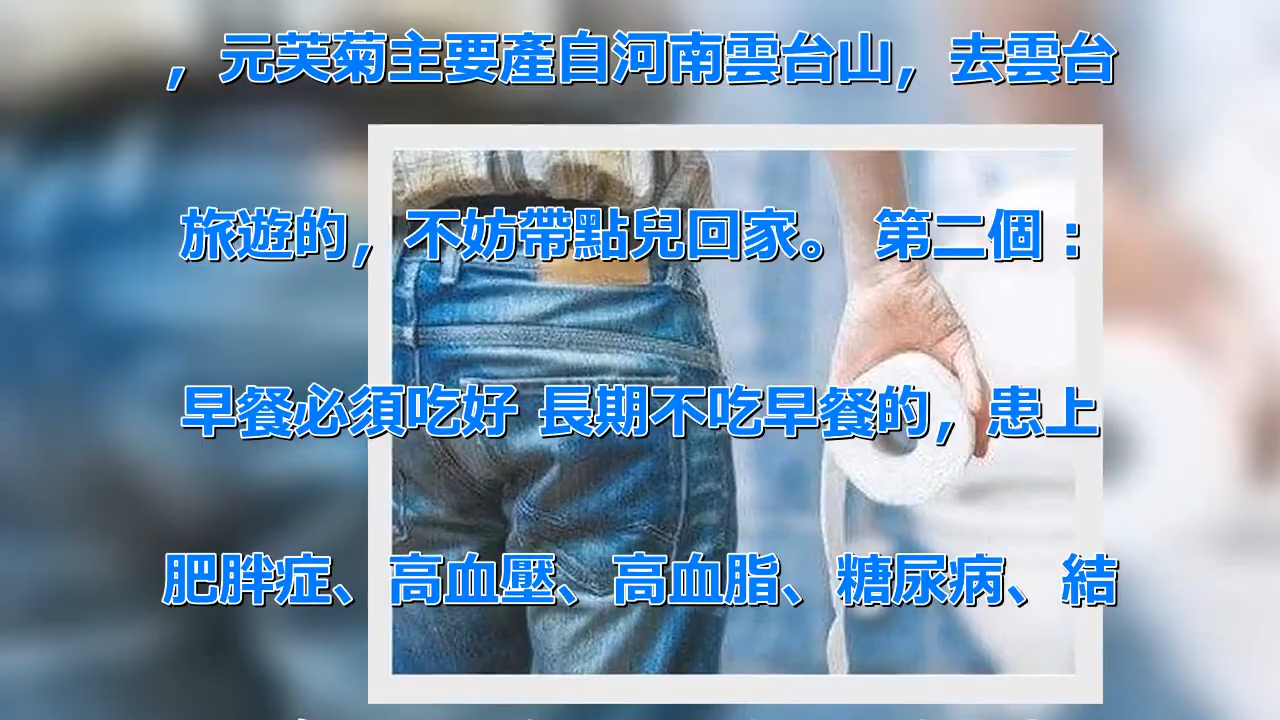 ，元芙菊主要產自河南雲台山，去雲台
旅遊的，不妨帶點兒回家。 第二個：
早餐必須吃好 長期不吃早餐的，患上
肥胖症、高血壓、高血脂、糖尿病、結